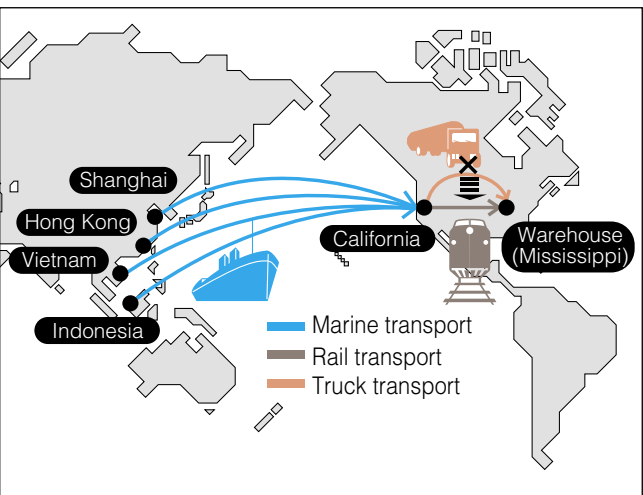 Shanghai
Hong Kong
Vietnam
Indonesia
California
Warehouse
(Mississippi)
Marine transport
Rail transport
Truck transport